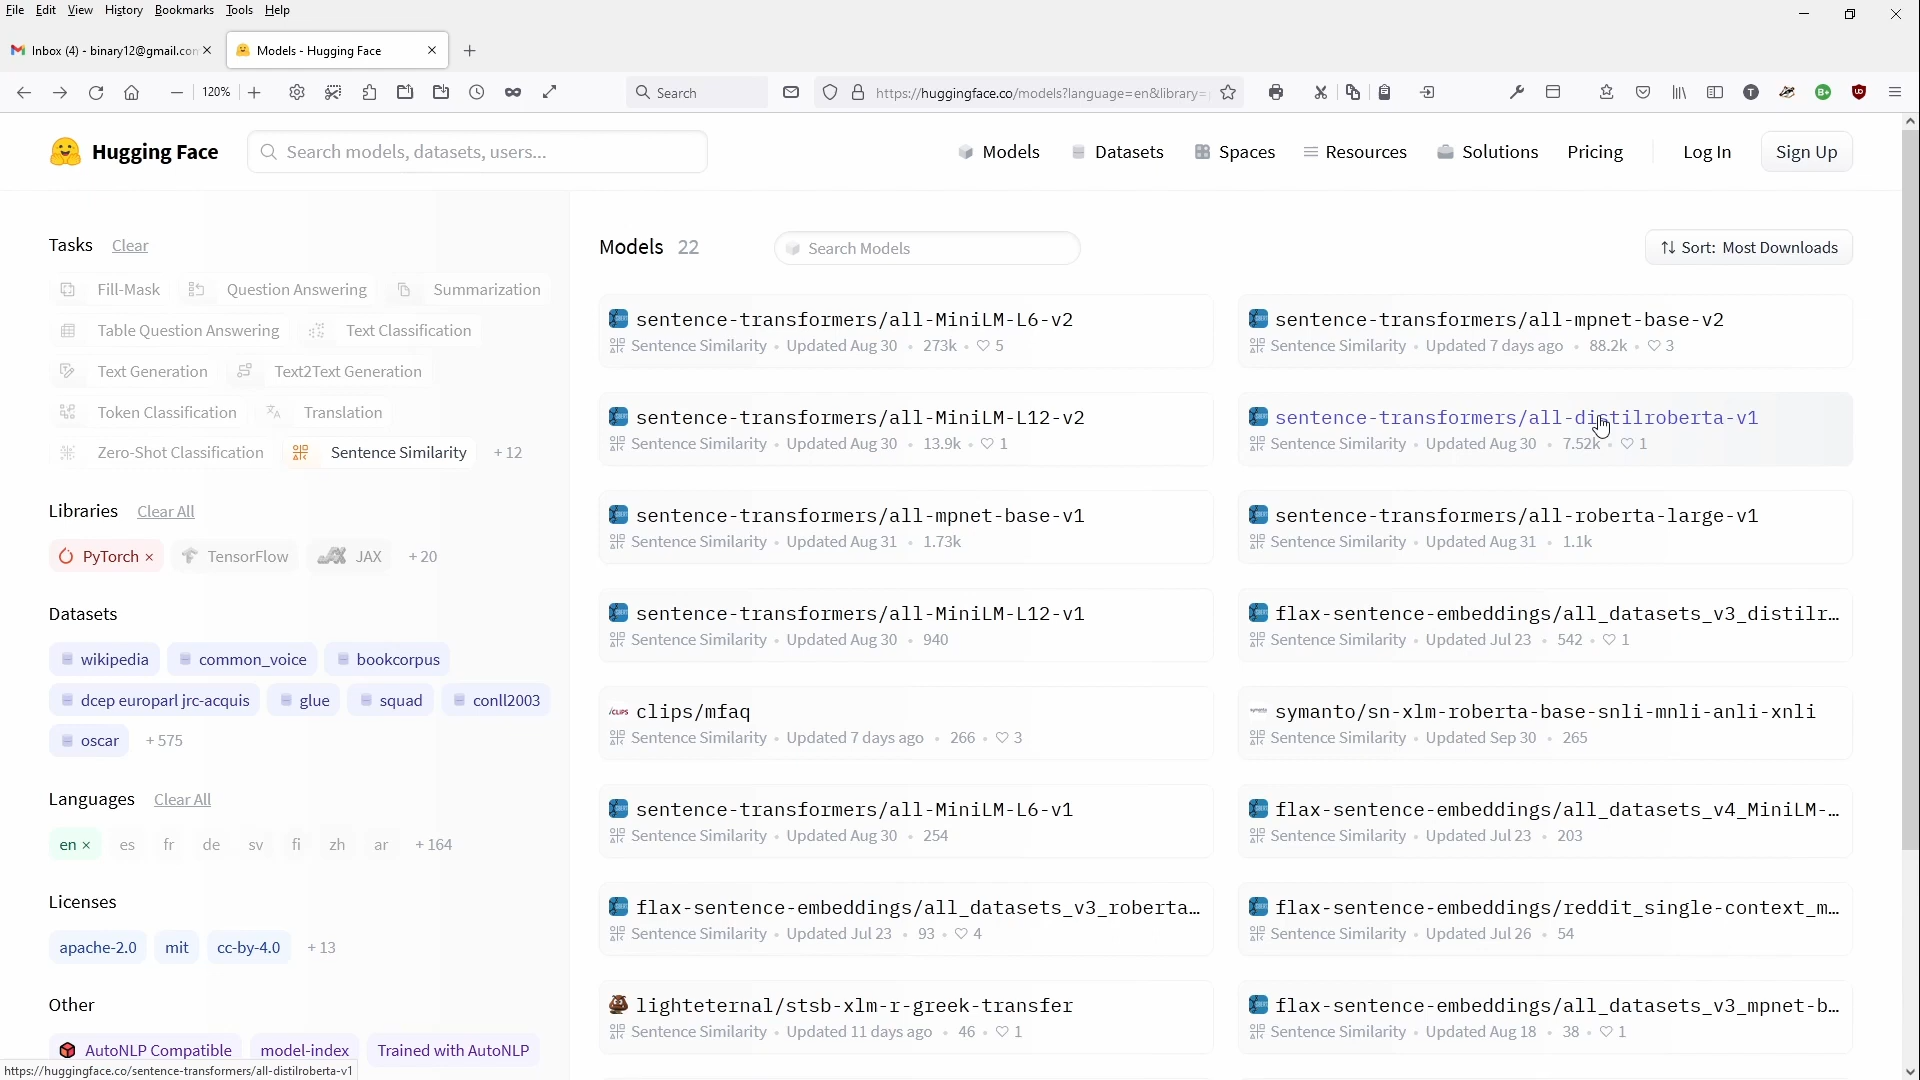 File Edit View History Bookmarks Tools Help
Inbox (4) - binary12@gmail.com
Models - Hugging Face
120%
Search
https://huggingface.co/models?language=en&library=
Hugging Face
Search models, datasets, users...
Models
Datasets
Spaces
Resources
Solutions
Pricing
Log In
Sign Up
Tasks Clear
Fill-Mask Question Answering Summarization
Table Question Answering Text Classification
Text Generation Text2Text Generation
Token Classification Translation
Zero-Shot Classification Sentence Similarity + 12
Libraries Clear All
PyTorch × TensorFlow JAX + 20
Datasets
wikipedia common_voice bookcorpus
dcep europarl jrc-acquis glue squad conll2003
oscar + 575
Languages Clear All
en × es fr de sv fi zh ar + 164
Licenses
apache-2.0 mit cc-by-4.0 + 13
Other
AutoNLP Compatible model-index Trained with AutoNLP
https://huggingface.co/sentence-transformers/all-distilroberta-v1
Models 22
Search Models
Sort: Most Downloads
sentence-transformers/all-MiniLM-L6-v2
Sentence Similarity • Updated Aug 30 • 273k • ♡ 5
sentence-transformers/all-mpnet-base-v2
Sentence Similarity • Updated 7 days ago • 88.2k • ♡ 3
sentence-transformers/all-MiniLM-L12-v2
Sentence Similarity • Updated Aug 30 • 13.9k • ♡ 1
sentence-transformers/all-distilroberta-v1
Sentence Similarity • Updated Aug 30 • 7.52k • ♡ 1
sentence-transformers/all-mpnet-base-v1
Sentence Similarity • Updated Aug 31 • 1.73k
sentence-transformers/all-roberta-large-v1
Sentence Similarity • Updated Aug 31 • 1.1k
sentence-transformers/all-MiniLM-L12-v1
Sentence Similarity • Updated Aug 30 • 940
flax-sentence-embeddings/all_datasets_v3_distilr…
Sentence Similarity • Updated Jul 23 • 542 • ♡ 1
clips/mfaq
Sentence Similarity • Updated 7 days ago • 266 • ♡ 3
symanto/sn-xlm-roberta-base-snli-mnli-anli-xnli
Sentence Similarity • Updated Sep 30 • 265
sentence-transformers/all-MiniLM-L6-v1
Sentence Similarity • Updated Aug 30 • 254
flax-sentence-embeddings/all_datasets_v4_MiniLM-…
Sentence Similarity • Updated Jul 23 • 203
flax-sentence-embeddings/all_datasets_v3_roberta…
Sentence Similarity • Updated Jul 23 • 93 • ♡ 4
flax-sentence-embeddings/reddit_single-context_m…
Sentence Similarity • Updated Jul 26 • 54
lighteternal/stsb-xlm-r-greek-transfer
Sentence Similarity • Updated 11 days ago • 46 • ♡ 1
flax-sentence-embeddings/all_datasets_v3_mpnet-b…
Sentence Similarity • Updated Aug 18 • 38 • ♡ 1